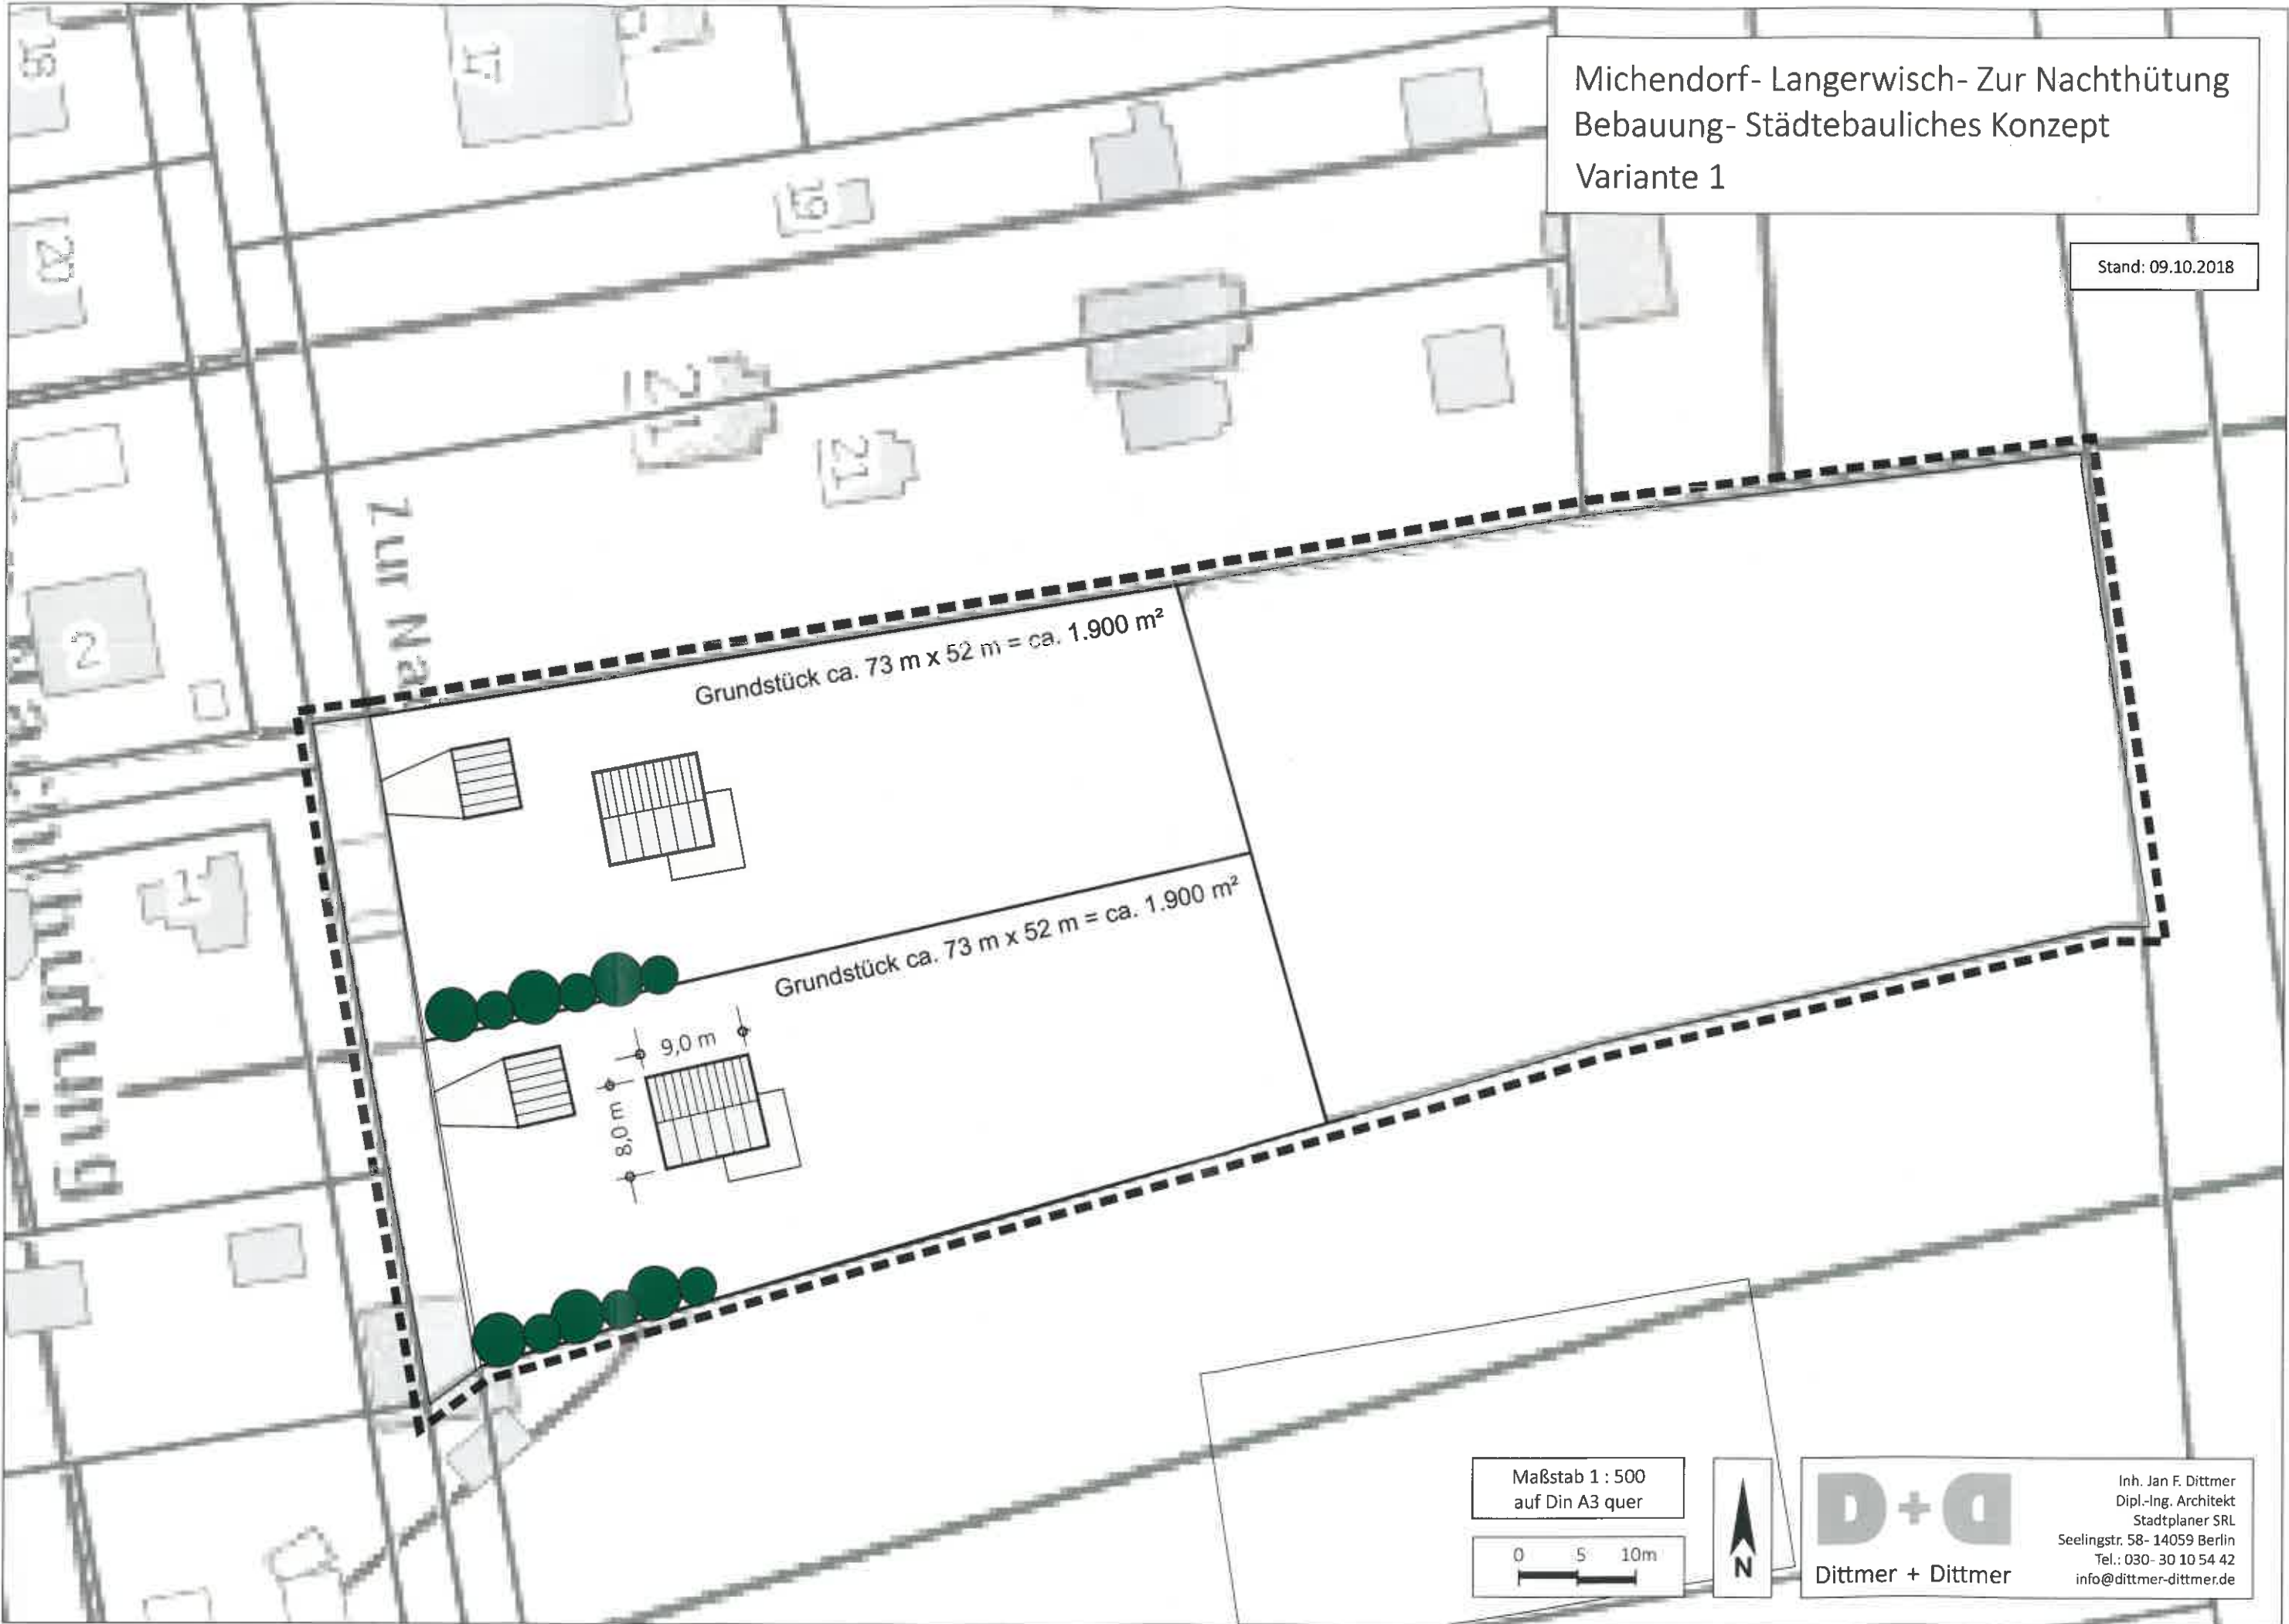 Michendorf- Langerwisch- Zur Nachthütung
Bebauung- Städtebauliches Konzept
Variante 1
Stand: 09.10.2018
16
17
19
20
21
21
Zur Na
2
1
hutung
Grundstück ca. 73 m x 52 m = ca. 1.900 m²
Grundstück ca. 73 m x 52 m = ca. 1.900 m²
9,0 m
8,0 m
Maßstab 1 : 500
auf Din A3 quer
0 5 10m
N
D+D
Dittmer + Dittmer
Inh. Jan F. Dittmer
Dipl.-Ing. Architekt
Stadtplaner SRL
Seelingstr. 58- 14059 Berlin
Tel.: 030- 30 10 54 42
info@dittmer-dittmer.de